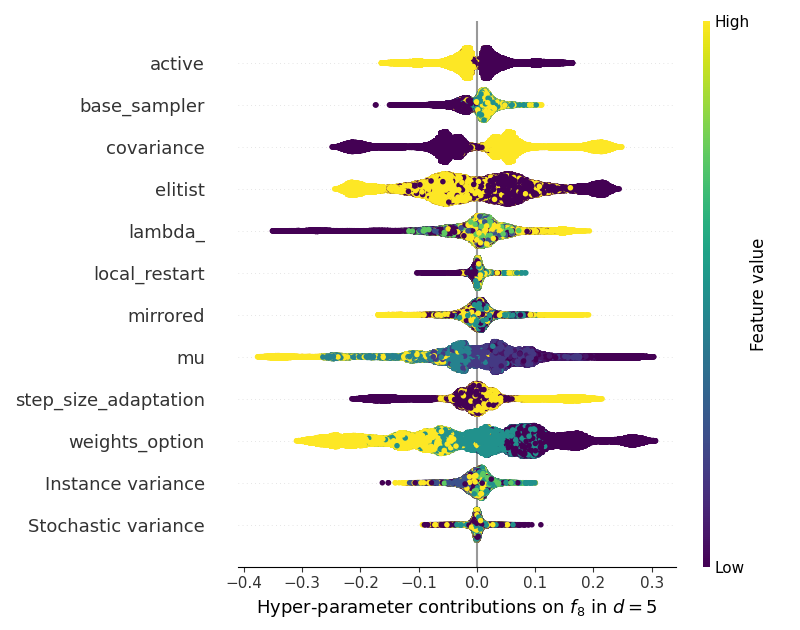 High
active
base_sampler
covariance
elitist
lambda_
local_restart
mirrored
mu
step_size_adaptation
weights_option
Instance variance
Stochastic variance
Feature value
Low
−0.4 −0.3 −0.2 −0.1 0.0 0.1 0.2 0.3
Hyper-parameter contributions on f₈ in d = 5